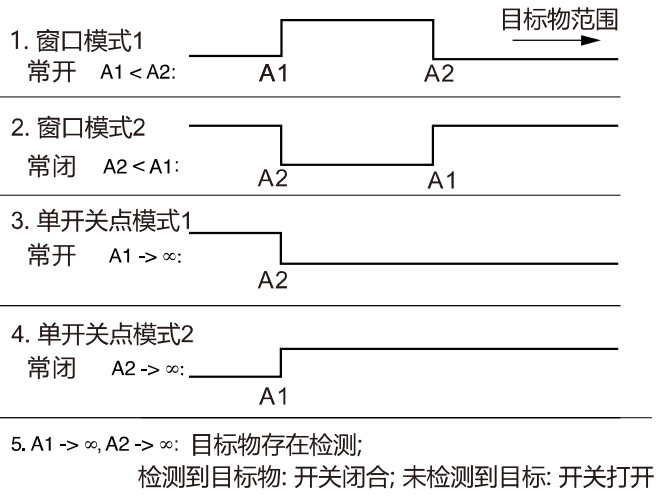 目标物范围
1. 窗口模式1
常开 A1 < A2:
A1 A2
2. 窗口模式2
常闭 A2 < A1:
A2 A1
3. 单开关点模式1
常开 A1 -> ∞:
A2
4. 单开关点模式2
常闭 A2 -> ∞:
A1
5. A1 -> ∞, A2 -> ∞: 目标物存在检测;
检测到目标物: 开关闭合; 未检测到目标: 开关打开